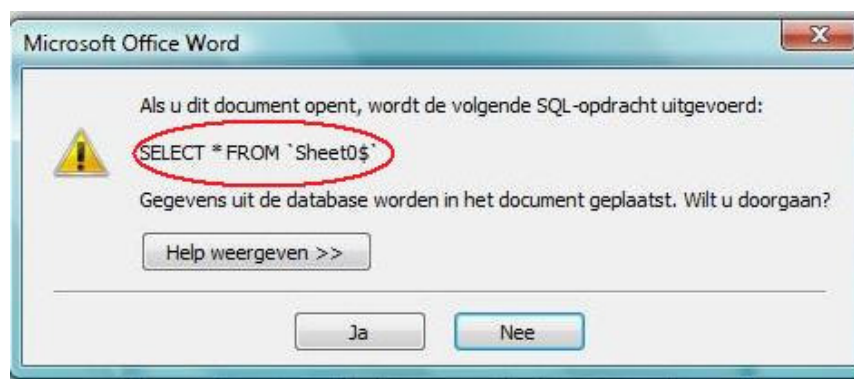 Microsoft Office Word
Als u dit document opent, wordt de volgende SQL-opdracht uitgevoerd:
SELECT * FROM `Sheet0$`
Gegevens uit de database worden in het document geplaatst. Wilt u doorgaan?
Help weergeven >>
Ja
Nee